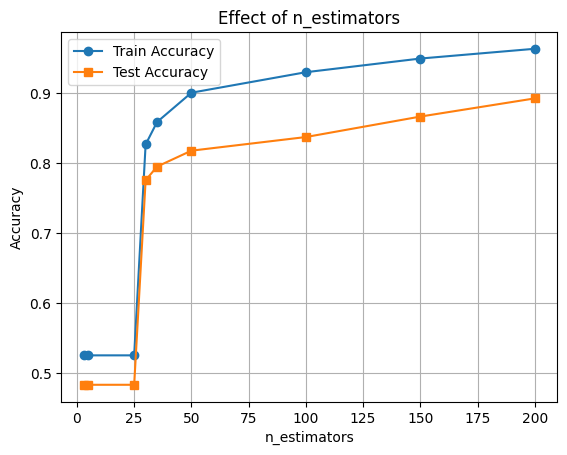 Effect of n_estimators
Train Accuracy
Test Accuracy
Accuracy
0.9
0.8
0.7
0.6
0.5
0 25 50 75 100 125 150 175 200
n_estimators